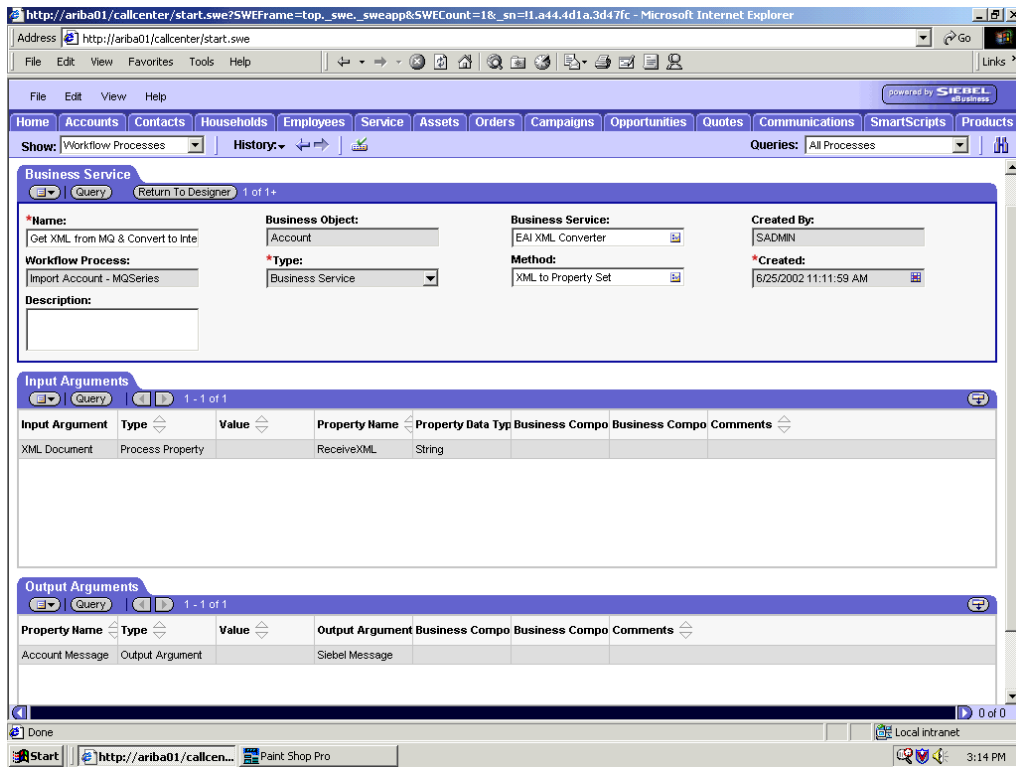 http://ariba01/callcenter/start.swe?SWEFrame=top._swe._sweapp&SWECount=1&_sn=!1.a44.4d1a.3d47fc - Microsoft Internet Explorer
Address http://ariba01/callcenter/start.swe Go
File Edit View Favorites Tools Help Links
File Edit View Help powered by SIEBEL eBusiness
Home Accounts Contacts Households Employees Service Assets Orders Campaigns Opportunities Quotes Communications SmartScripts Products
Show: Workflow Processes History: Queries: All Processes
Business Service
Query Return To Designer 1 of 1+
*Name: Business Object: Business Service: Created By:
Get XML from MQ & Convert to Inte Account EAI XML Converter SADMIN
Workflow Process: *Type: Method: *Created:
Import Account - MQSeries Business Service XML to Property Set 6/25/2002 11:11:59 AM
Description:
Input Arguments
Query 1 - 1 of 1
Input Argument Type Value Property Name Property Data Typ Business Compo Business Compo Comments
XML Document Process Property ReceiveXML String
Output Arguments
Query 1 - 1 of 1
Property Name Type Value Output Argument Business Compo Business Compo Comments
Account Message Output Argument Siebel Message
0 of 0
Done Local intranet
Start http://ariba01/callcen... Paint Shop Pro 3:14 PM